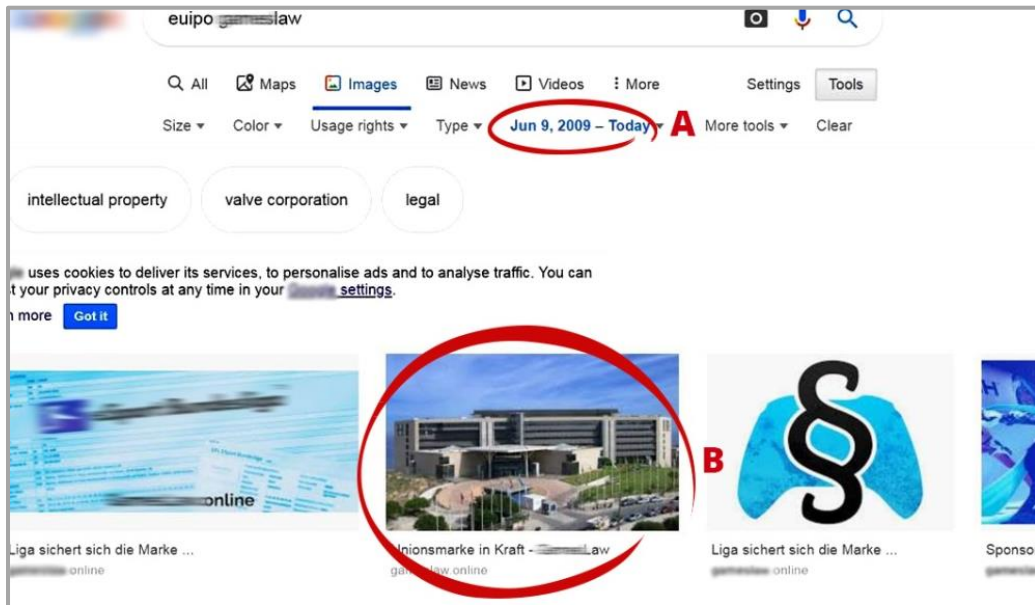 euipo law
All Maps Images News Videos More Settings Tools
Size Color Usage rights Type Jun 9, 2009 – Today A More tools Clear
intellectual property valve corporation legal
uses cookies to deliver its services, to personalise ads and to analyse traffic. You can
your privacy controls at any time in your settings.
more Got it
B
online
Liga sichert sich die Marke ... Unionsmarke in Kraft - Law Liga sichert sich die Marke ...
online gameslaw.online online